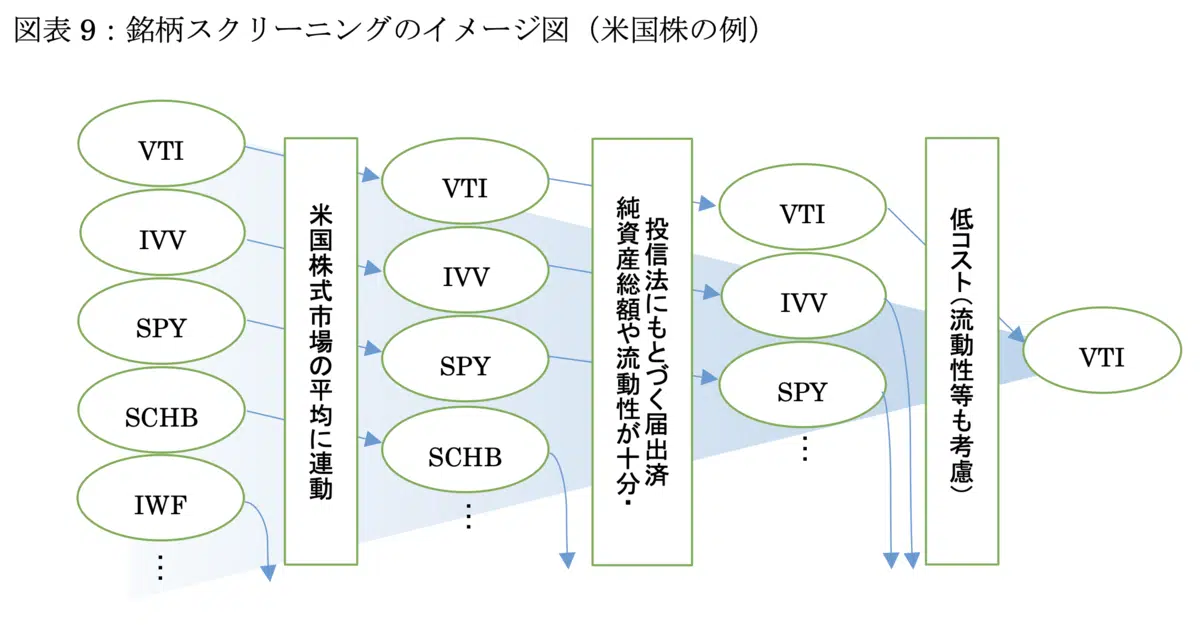 図表 9：銘柄スクリーニングのイメージ図（米国株の例）
VTI
IVV
SPY
SCHB
IWF
⋮
米国株式市場の平均に連動
VTI
IVV
SPY
SCHB
⋮
投信法にもとづく届出済
純資産総額や流動性が十分・
VTI
IVV
SPY
⋮
低コスト（流動性等も考慮）
VTI